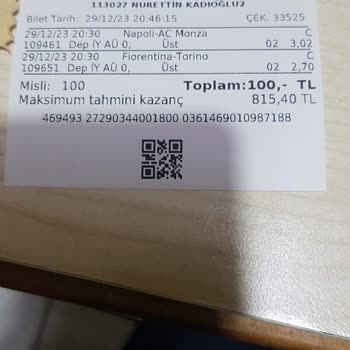 113027 NURETTİN KADIOĞLU2
Bilet Tarih: 29/12/23 20:46:15 ÇEK. 33525
29/12/23 20:30 Napoli-AC Monza C
109461 Dep İY AÜ 0, Üst 02 3,02
29/12/23 20:30 Fiorentina-Torino C
109651 Dep İY AÜ 0, Üst 02 2,70
Misli: 100 Toplam:100,- TL
Maksimum tahmini kazanç 815,40 TL
469493 27290344001800 0361469010987188